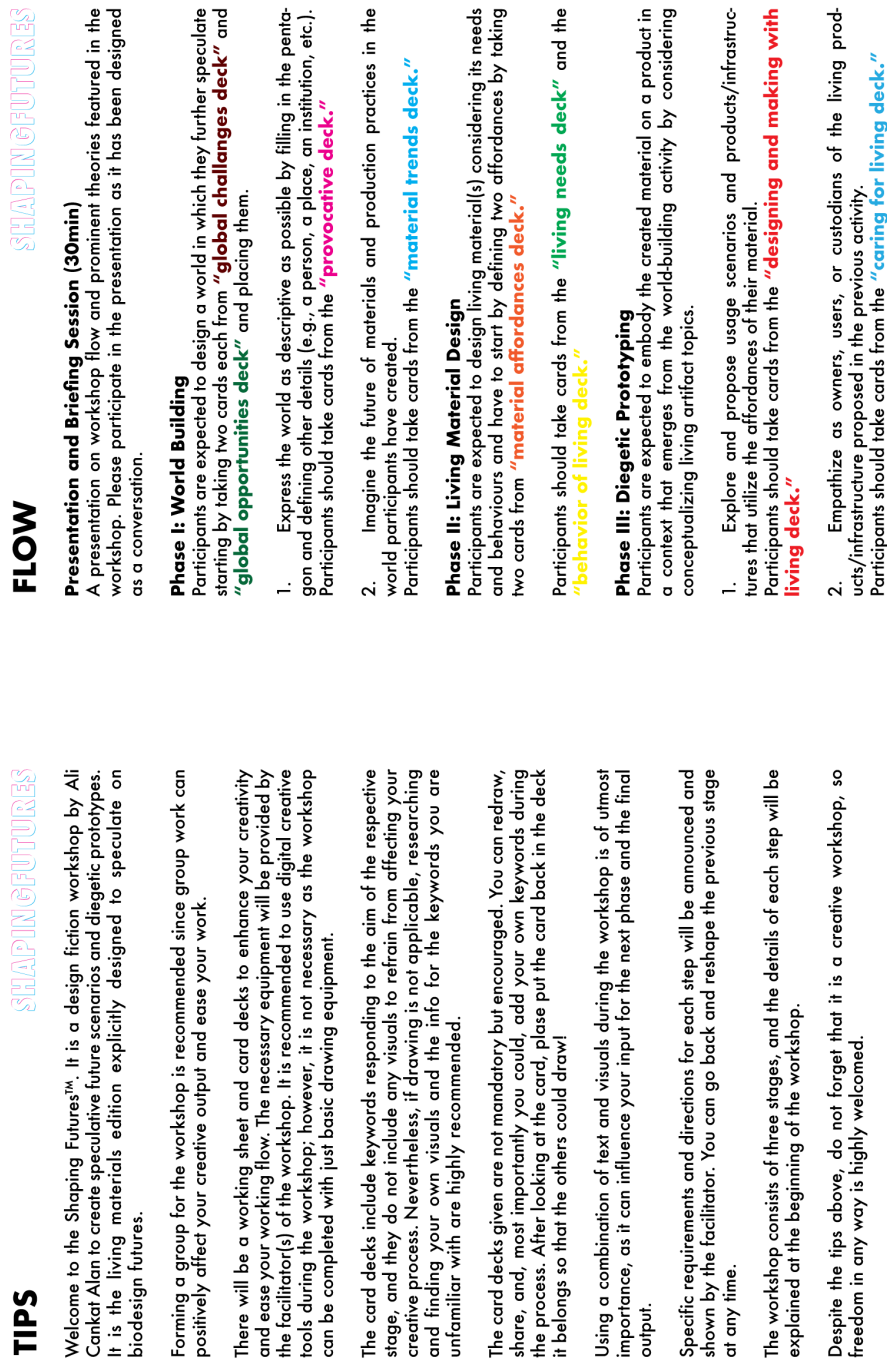 TIPS
SHAPINGFUTURES
Welcome to the Shaping Futures™. It is a design fiction workshop by Ali
Cankat Alan to create speculative future scenarios and diegetic prototypes.
It is the living materials edition explicitly designed to speculate on
biodesign futures.
Forming a group for the workshop is recommended since group work can
positively affect your creative output and ease your work.
There will be a working sheet and card decks to enhance your creativity
and ease your working flow. The necessary equipment will be provided by
the facilitator(s) of the workshop. It is recommended to use digital creative
tools during the workshop; however, it is not necessary as the workshop
can be completed with just basic drawing equipment.
The card decks include keywords responding to the aim of the respective
stage, and they do not include any visuals to refrain from affecting your
creative process. Nevertheless, if drawing is not applicable, researching
and finding your own visuals and the info for the keywords you are
unfamiliar with are highly recommended.
The card decks given are not mandatory but encouraged. You can redraw,
share, and, most importantly you could, add your own keywords during
the process. After looking at the card, plase put the card back in the deck
it belongs so that the others could draw!
Using a combination of text and visuals during the workshop is of utmost
importance, as it can influence your input for the next phase and the final
output.
Specific requirements and directions for each step will be announced and
shown by the facilitator. You can go back and reshape the previous stage
at any time.
The workshop consists of three stages, and the details of each step will be
explained at the beginning of the workshop.
Despite the tips above, do not forget that it is a creative workshop, so
freedom in any way is highly welcomed.
FLOW
SHAPINGFUTURES
Presentation and Briefing Session (30min)
A presentation on workshop flow and prominent theories featured in the
workshop. Please participate in the presentation as it has been designed
as a conversation.
Phase I: World Building
Participants are expected to design a world in which they further speculate
starting by taking two cards each from “global challanges deck” and
“global opportunities deck” and placing them.
1. Express the world as descriptive as possible by filling in the penta-
gon and defining other details (e.g., a person, a place, an institution, etc.).
Participants should take cards from the “provocative deck.”
2. Imagine the future of materials and production practices in the
world participants have created.
Participants should take cards from the “material trends deck.”
Phase II: Living Material Design
Participants are expected to design living material(s) considering its needs
and behaviours and have to start by defining two affordances by taking
two cards from “material affordances deck.”
Participants should take cards from the “living needs deck” and the
“behavior of living deck.”
Phase III: Diegetic Prototyping
Participants are expected to embody the created material on a product in
a context that emerges from the world-building activity by considering
conceptualizing living artifact topics.
1. Explore and propose usage scenarios and products/infrastruc-
tures that utilize the affordances of their material.
Participants should take cards from the “designing and making with
living deck.”
2. Empathize as owners, users, or custodians of the living prod-
ucts/infrastructure proposed in the previous activity.
Participants should take cards from the “caring for living deck.”